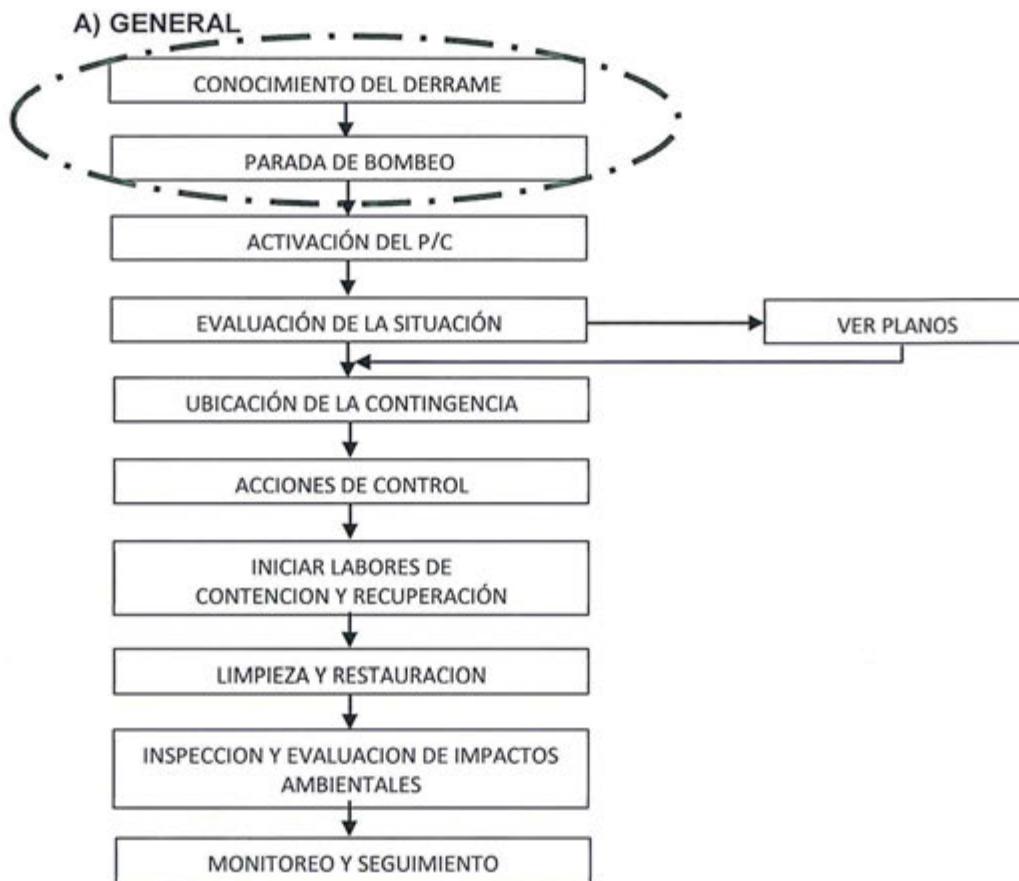 A) GENERAL
CONOCIMIENTO DEL DERRAME
PARADA DE BOMBEO
ACTIVACIÓN DEL P/C
EVALUACIÓN DE LA SITUACIÓN
VER PLANOS
UBICACIÓN DE LA CONTINGENCIA
ACCIONES DE CONTROL
INICIAR LABORES DE
CONTENCION Y RECUPERACIÓN
LIMPIEZA Y RESTAURACION
INSPECCION Y EVALUACION DE IMPACTOS
AMBIENTALES
MONITOREO Y SEGUIMIENTO